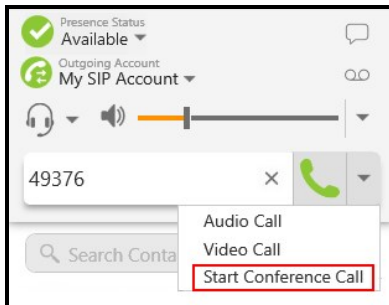 Presence Status
Available
Outgoing Account
My SIP Account
49376
Audio Call
Video Call
Search Conta
Start Conference Call